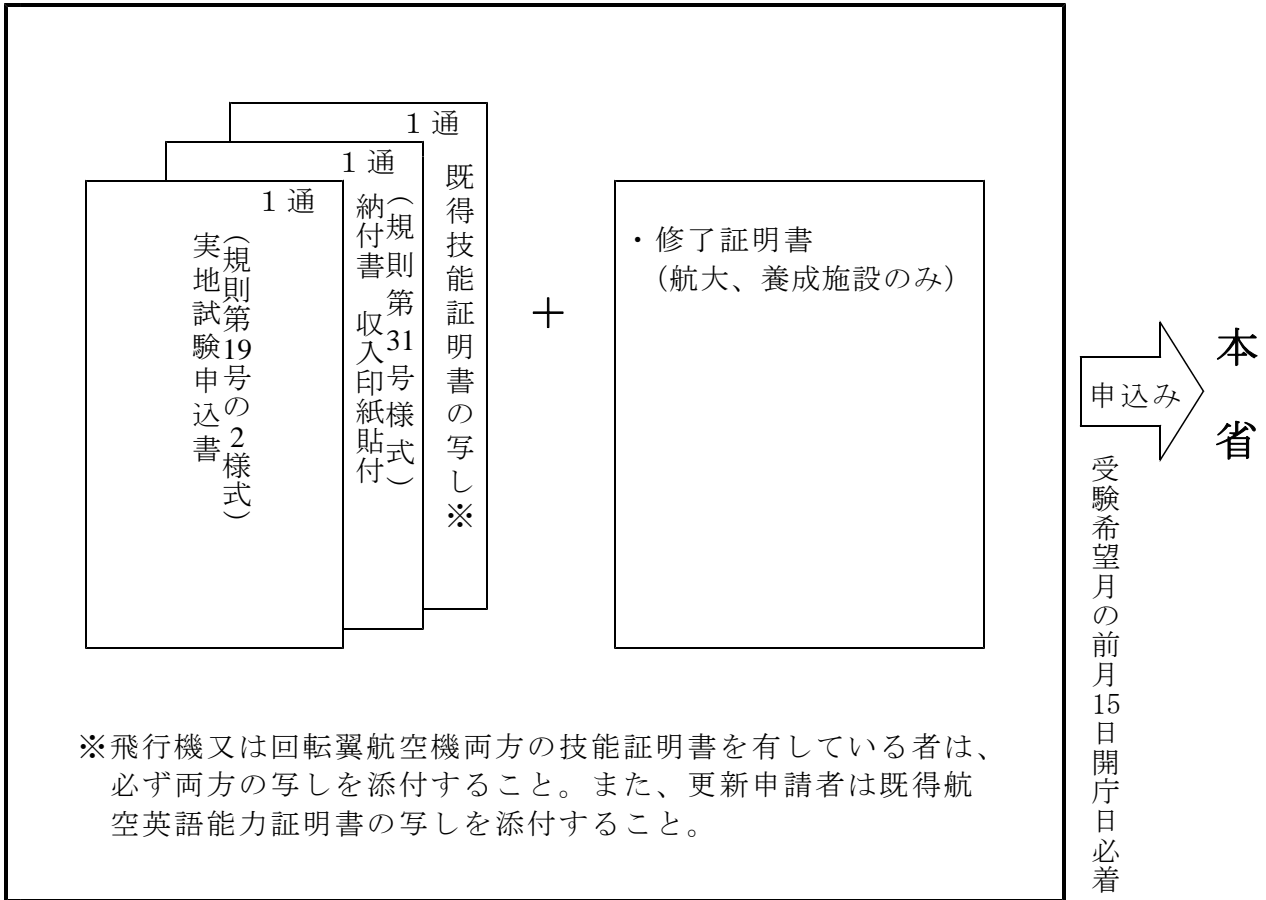 1通
実地試験申込書
（規則第19号の2様式）
1通
納付書 収入印紙貼付
（規則第31号様式）
1通
既得技能証明書の写し※
＋
・修了証明書
（航大、養成施設のみ）
申込み
本省
受験希望月の前月15日開庁日必着
※飛行機又は回転翼航空機両方の技能証明書を有している者は、
必ず両方の写しを添付すること。また、更新申請者は既得航
空英語能力証明書の写しを添付すること。